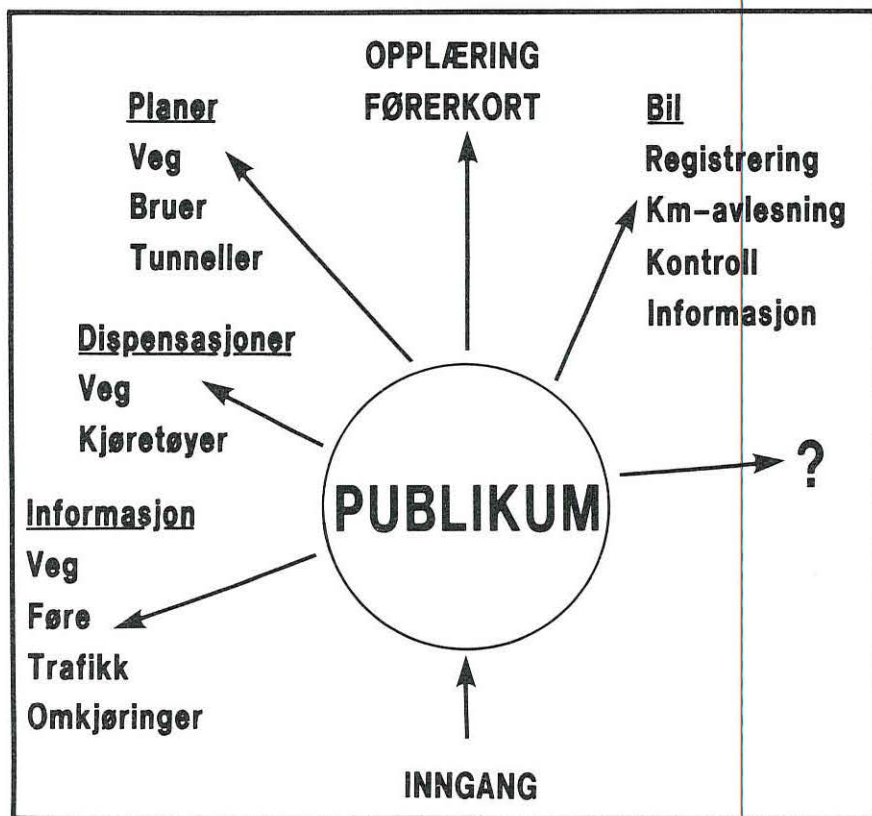 OPPLÆRING
FØRERKORT
Planer
Veg
Bruer
Tunneller
Bil
Registrering
Km-avlesning
Kontroll
Informasjon
Dispensasjoner
Veg
Kjøretøyer
?
PUBLIKUM
Informasjon
Veg
Føre
Trafikk
Omkjøringer
INNGANG